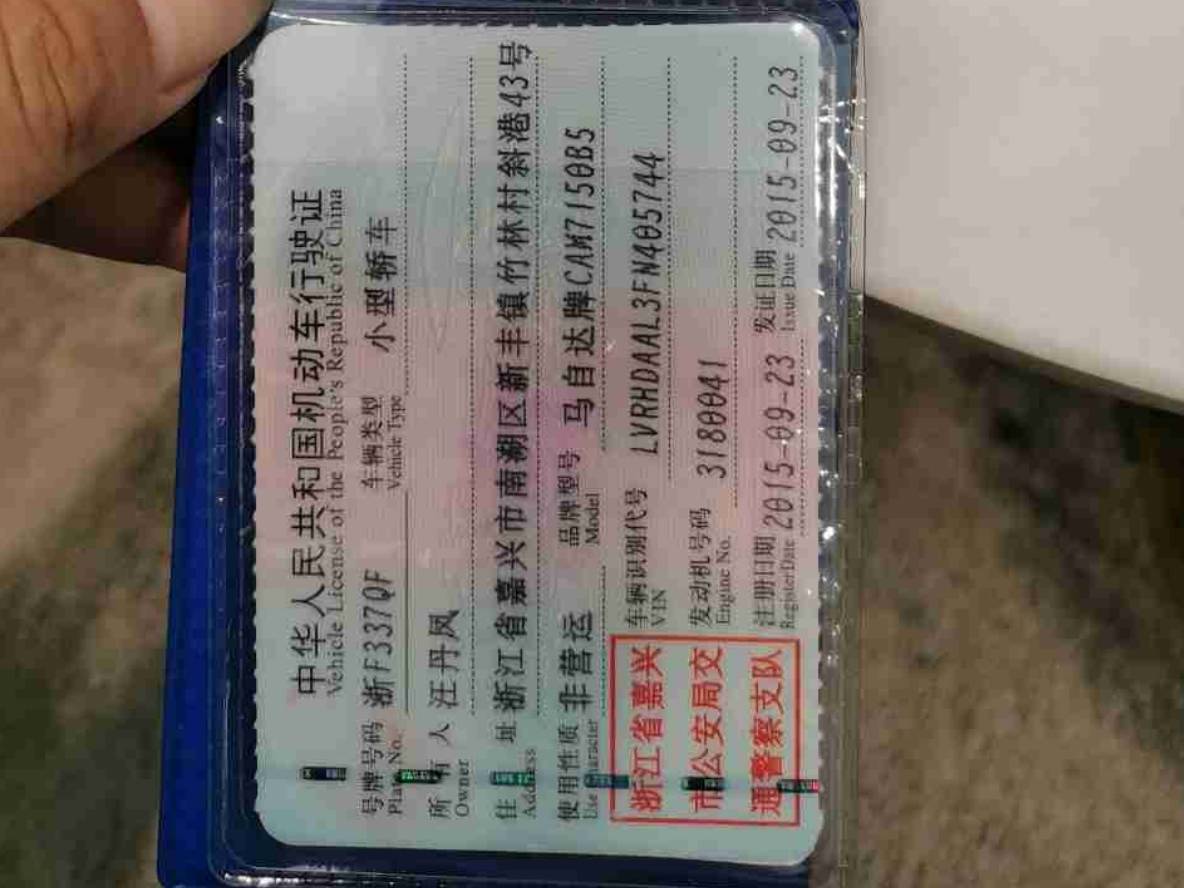 中华人民共和国机动车行驶证
Vehicle License of the People's Republic of China
号牌号码 浙F337QF 车辆类型 小型轿车
Plate No. Vehicle Type
所有人 汪丹凤
Owner
住址 浙江省嘉兴市南湖区新丰镇竹林村斜港43号
Address
使用性质 非营运 品牌型号 马自达牌CAM7150B5
Use Character Model
车辆识别代号 LVRHDAAL3FN405744
VIN
发动机号码 3180041
Engine No.
注册日期 2015-09-23 发证日期 2015-09-23
RegisterDate Issue Date
浙江省嘉兴
市公安局交
通警察支队